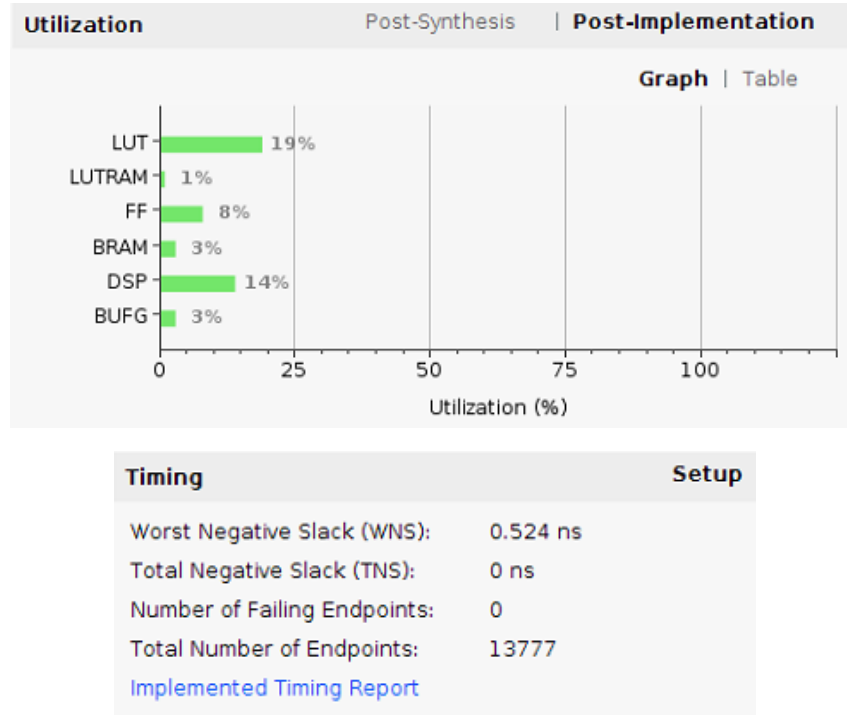 Utilization Post-Synthesis | Post-Implementation
Graph | Table
LUT 19%
LUTRAM 1%
FF 8%
BRAM 3%
DSP 14%
BUFG 3%
0 25 50 75 100
Utilization (%)
Timing Setup
Worst Negative Slack (WNS): 0.524 ns
Total Negative Slack (TNS): 0 ns
Number of Failing Endpoints: 0
Total Number of Endpoints: 13777
Implemented Timing Report